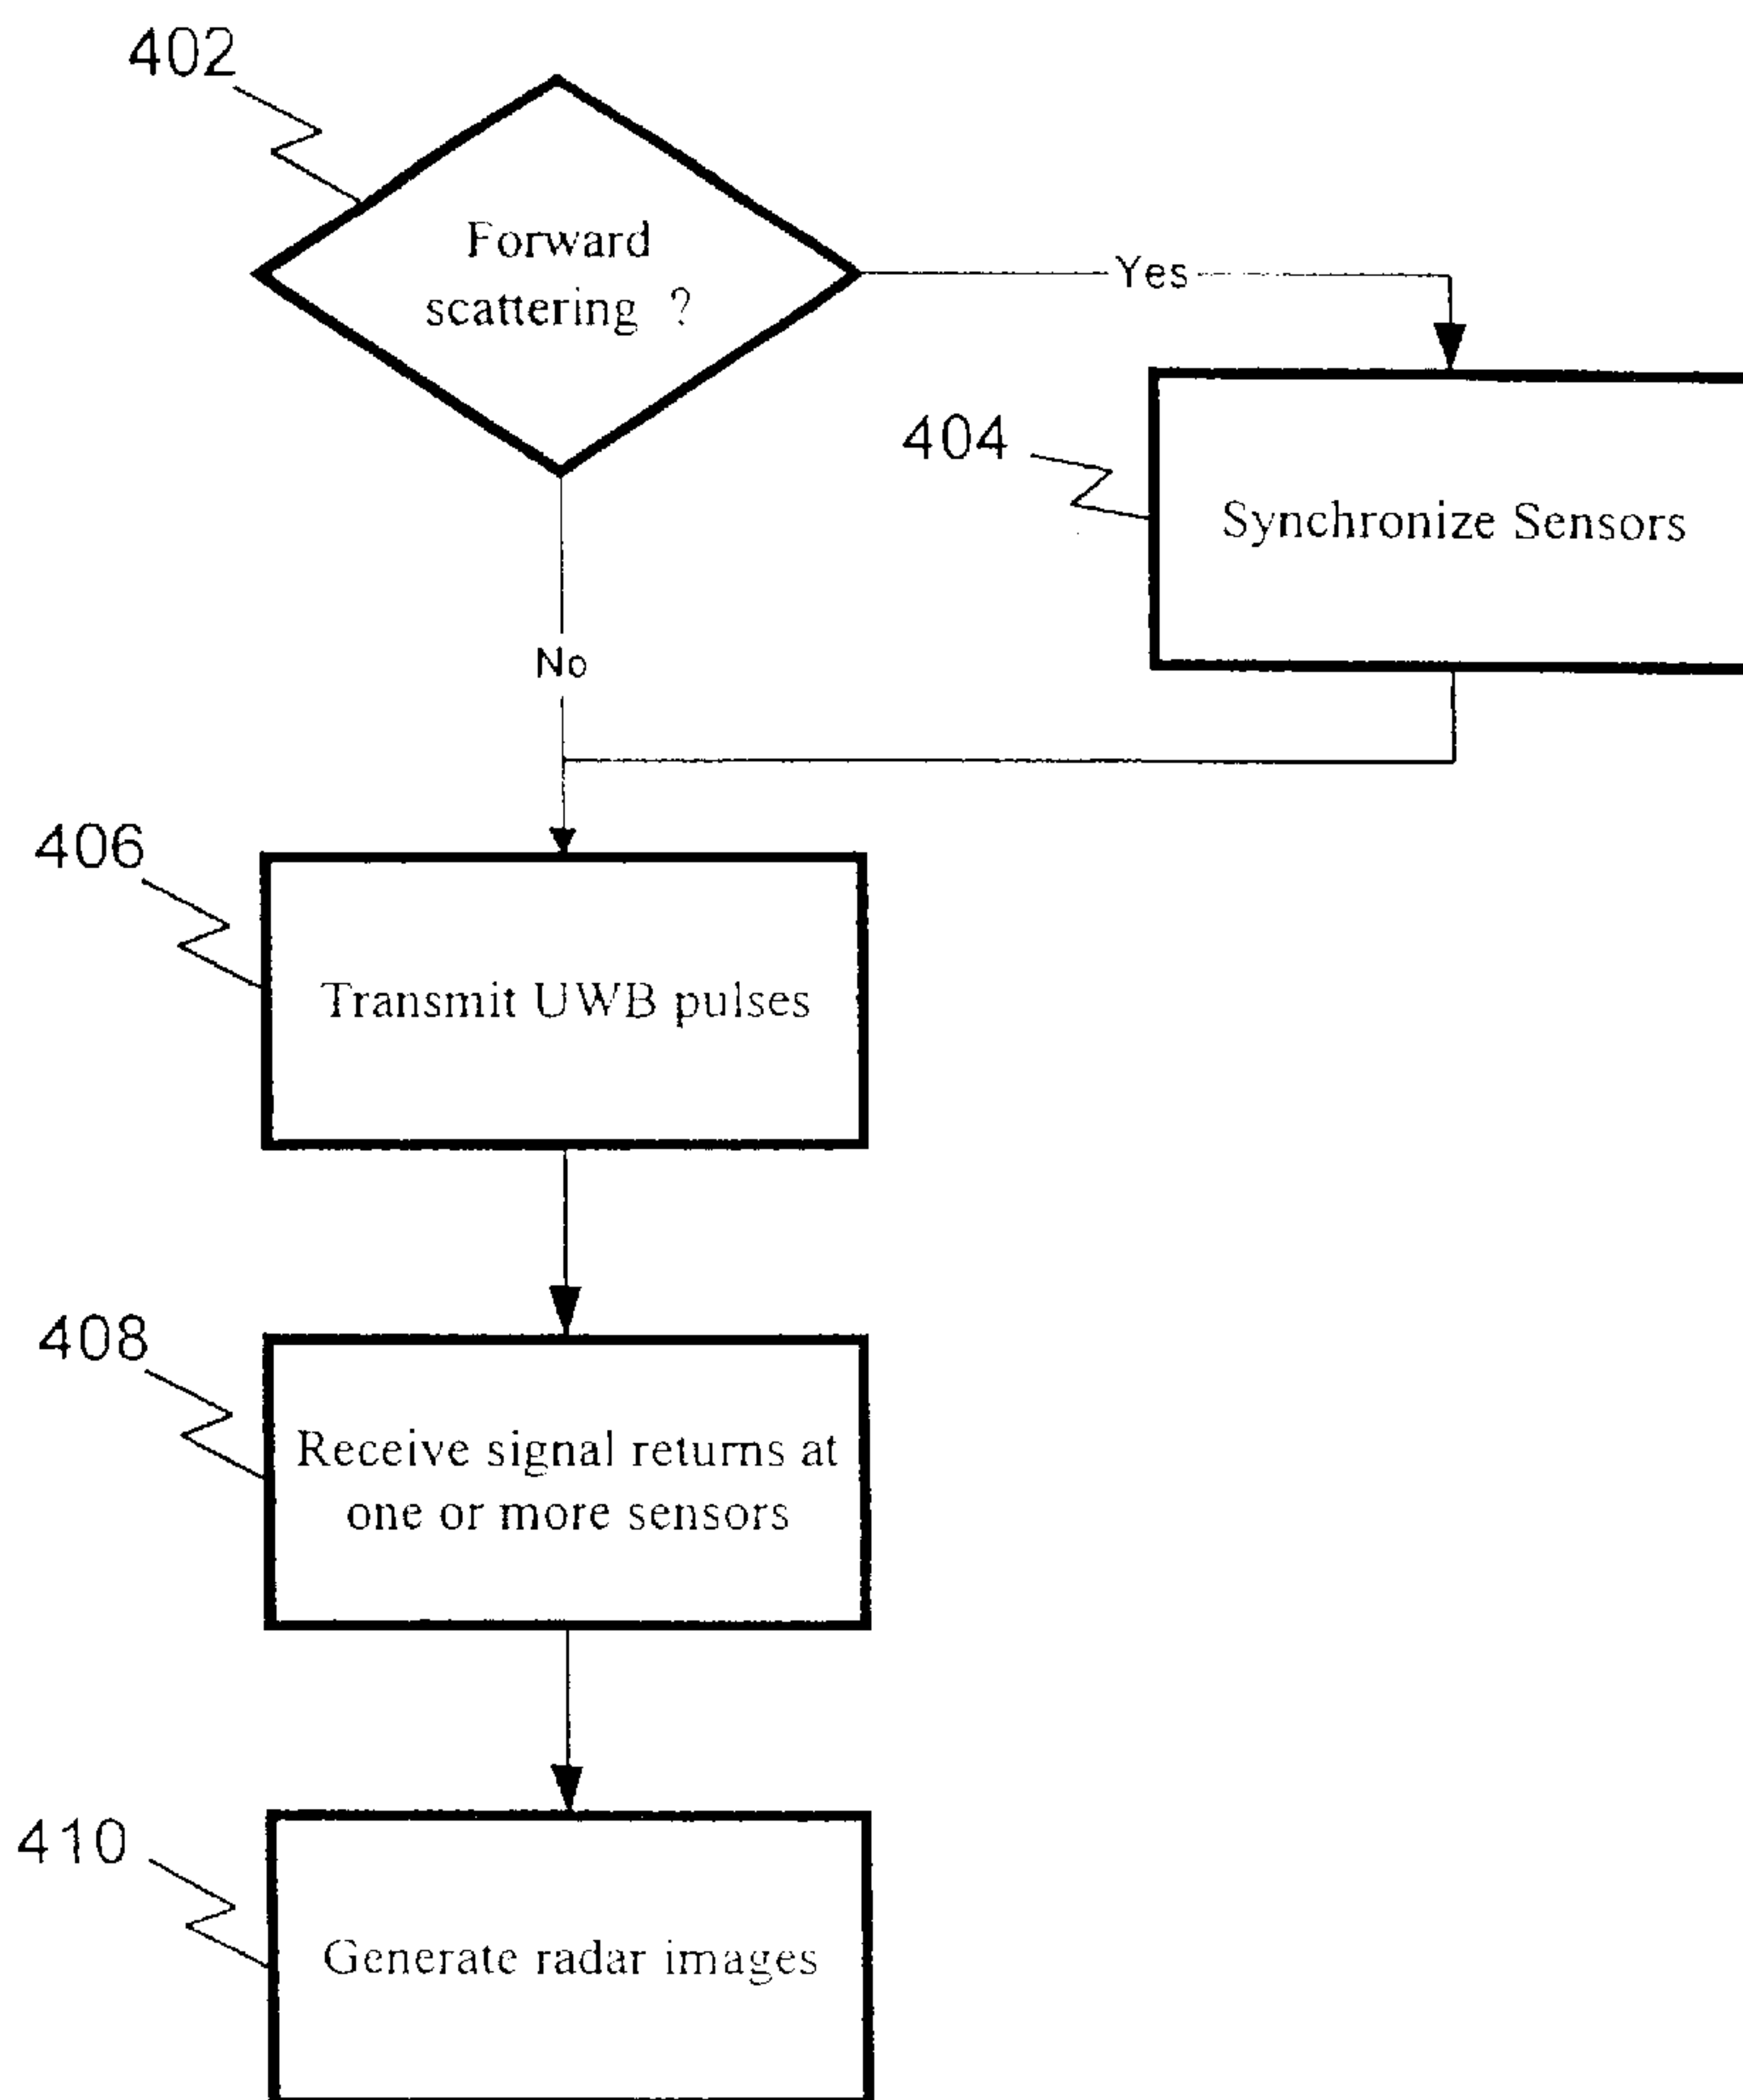 402
Forward
scattering ?
Yes
404
Synchronize Sensors
No
406
Transmit UWB pulses
408
Receive signal returns at
one or more sensors
410
Generate radar images